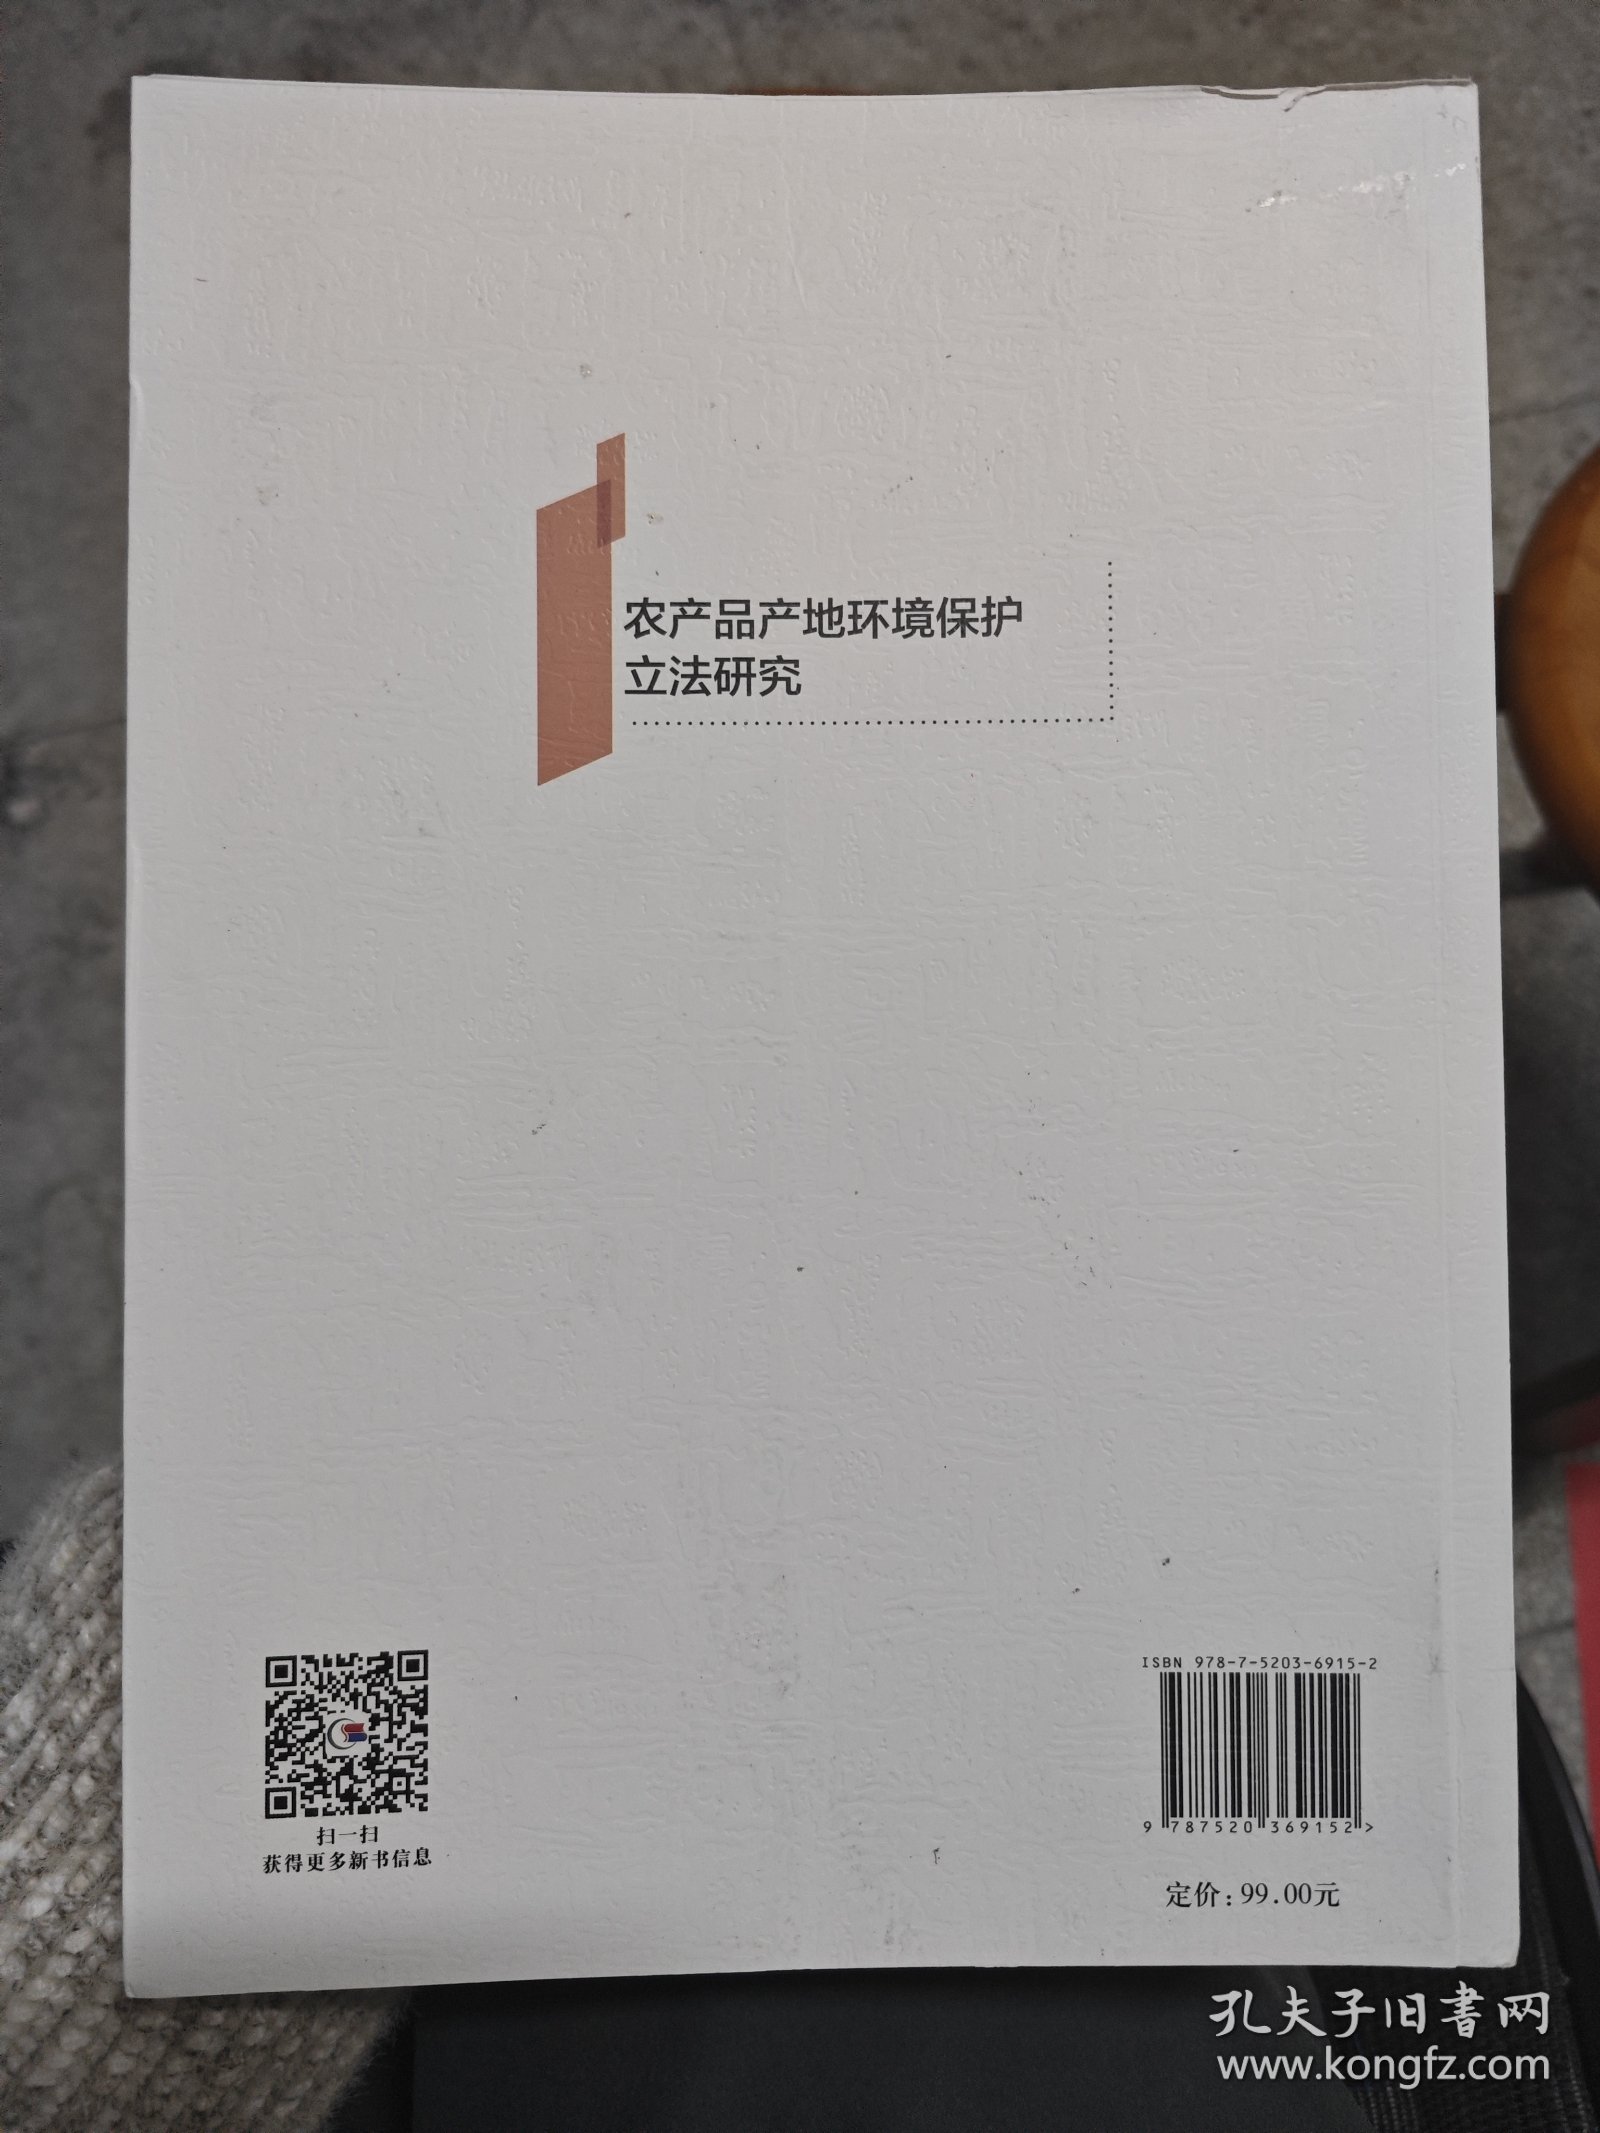 农产品产地环境保护
立法研究
扫一扫
获得更多新书信息
ISBN 978-7-5203-6915-2
9 787520 369152 >
定价: 99.00元
孔夫子旧书网
www.kongfz.com